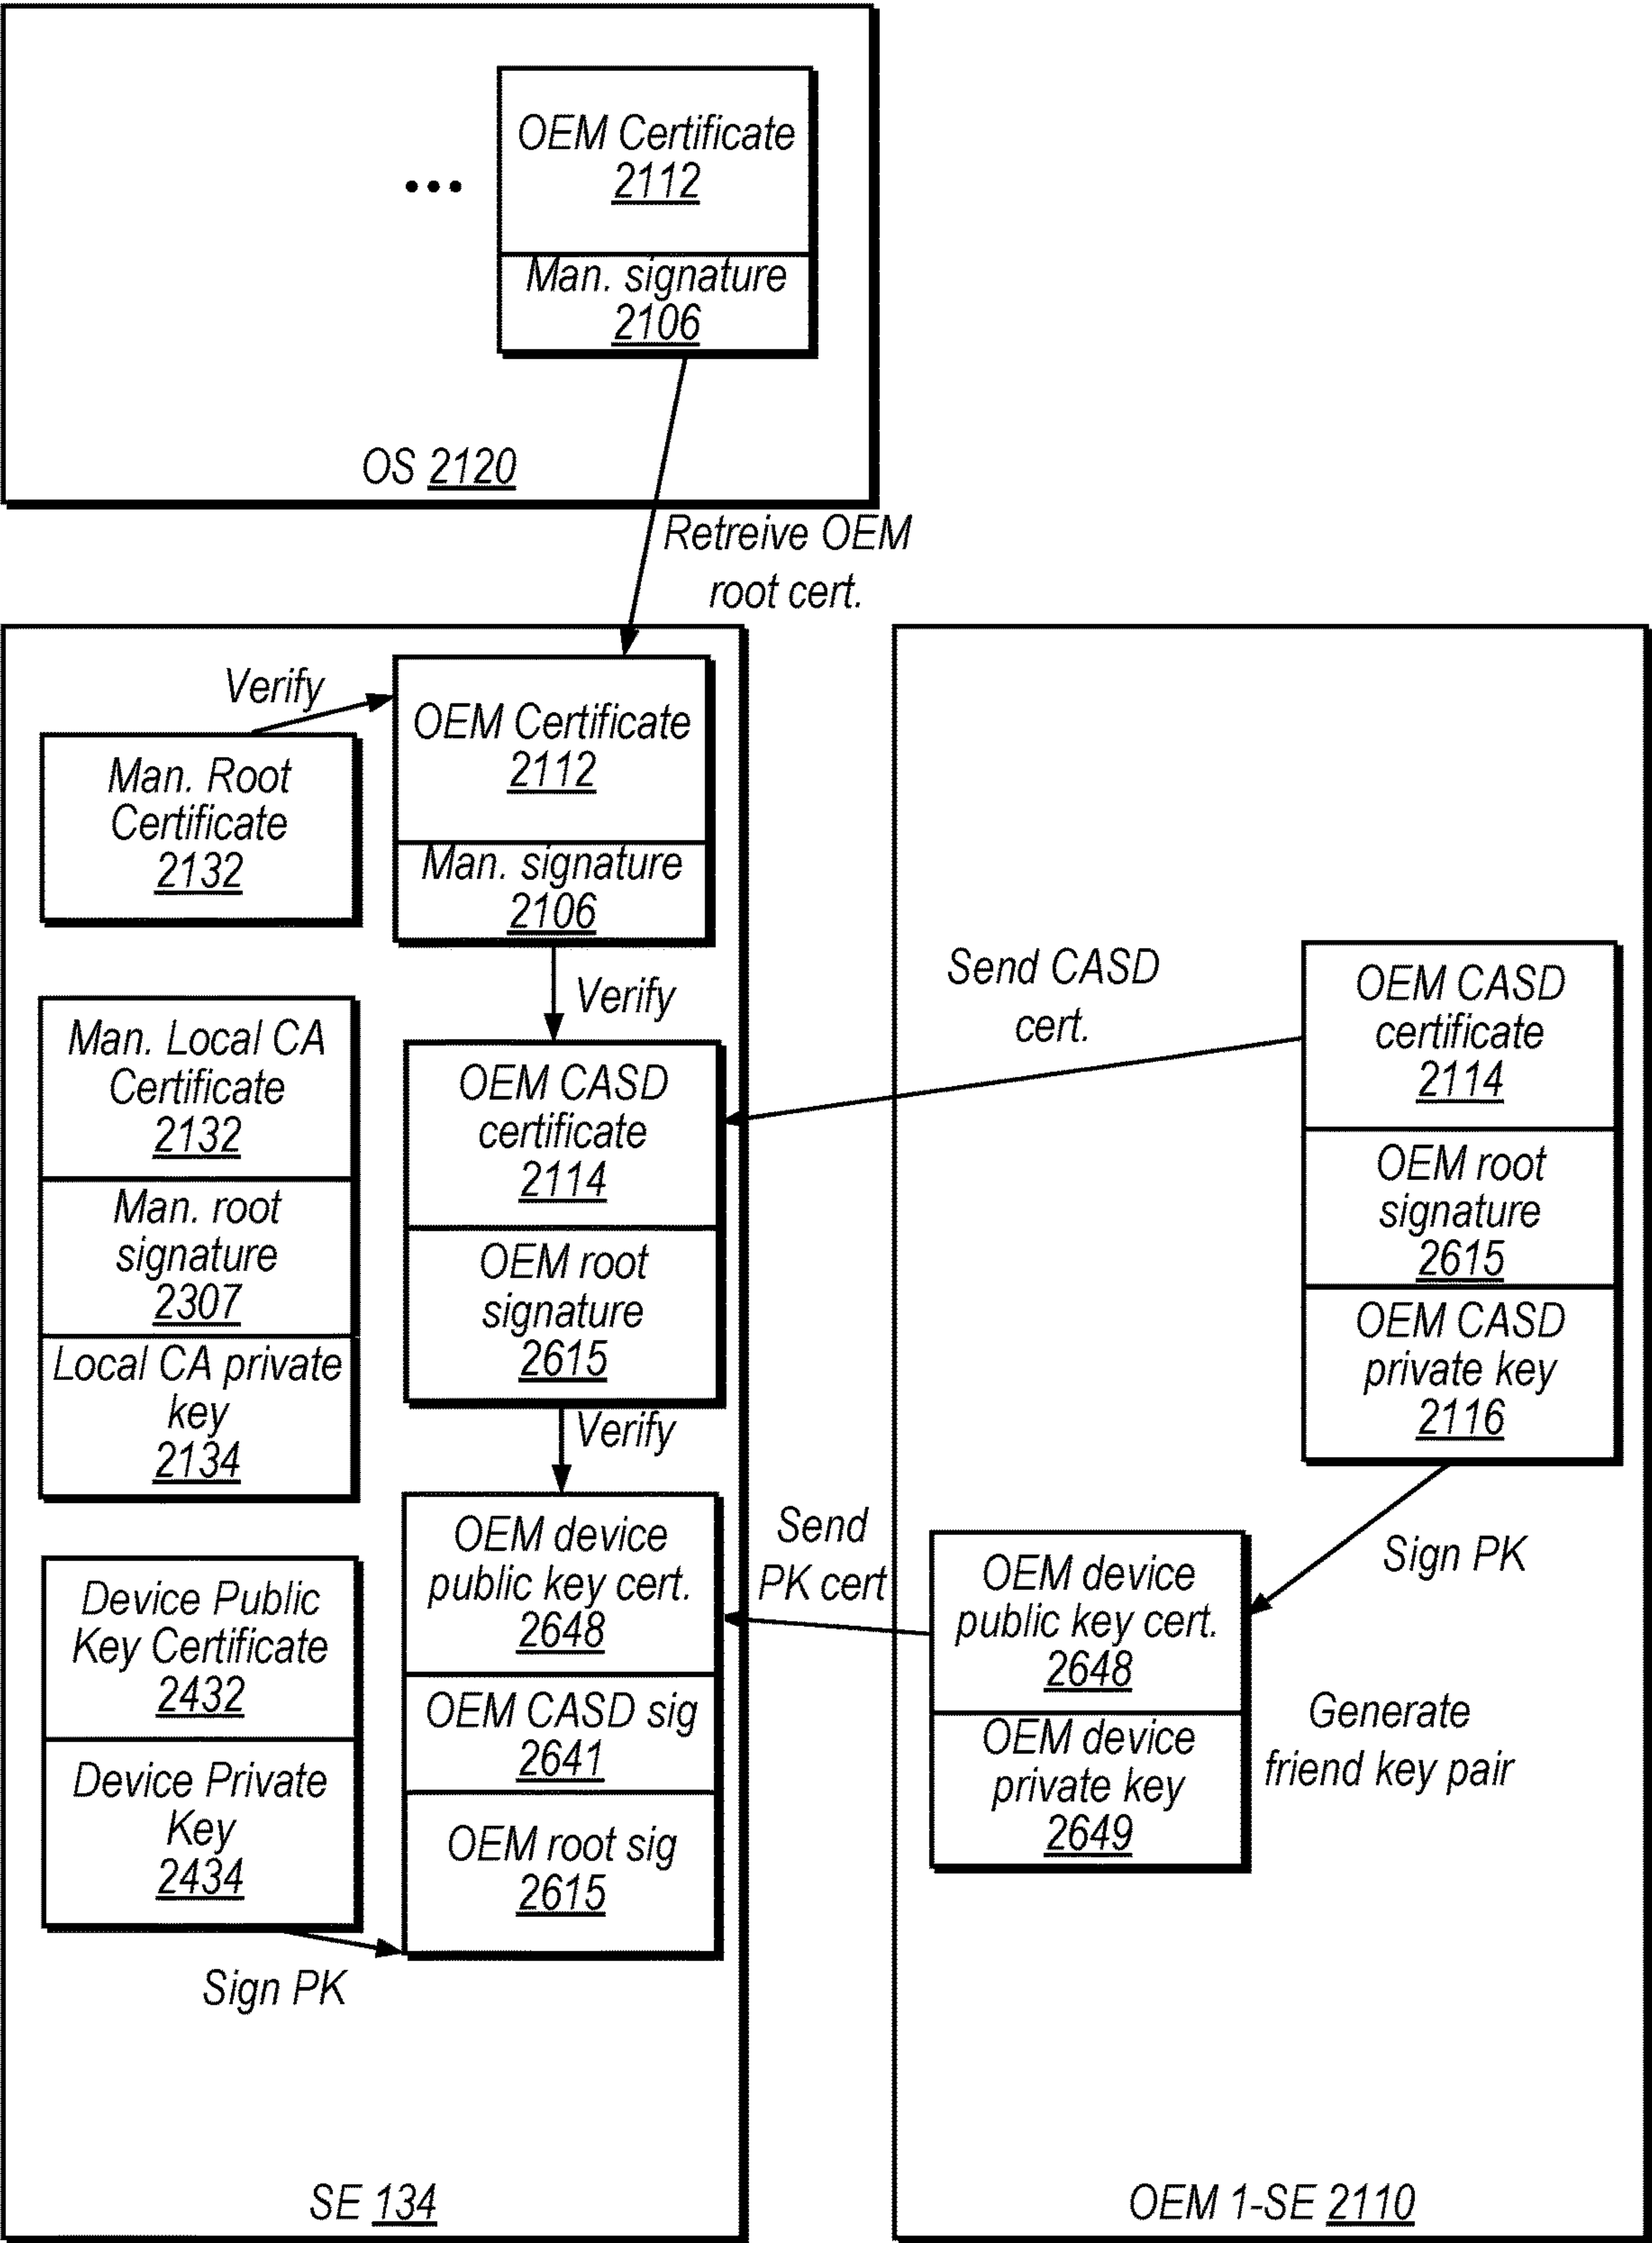 OEM Certificate
2112
...
Man. signature
2106
OS 2120
Retreive OEM
root cert.
Verify
OEM Certificate
2112
Man. signature
2106
Man. Root
Certificate
2132
Verify
Man. Local CA
Certificate
2132
Man. root
signature
2307
Local CA private
key
2134
OEM CASD
certificate
2114
OEM root
signature
2615
Verify
OEM device
public key cert.
2648
OEM CASD sig
2641
OEM root sig
2615
Device Public
Key Certificate
2432
Device Private
Key
2434
Sign PK
SE 134
Send CASD
cert.
OEM CASD
certificate
2114
OEM root
signature
2615
OEM CASD
private key
2116
Sign PK
Send
PK cert
OEM device
public key cert.
2648
OEM device
private key
2649
Generate
friend key pair
OEM 1-SE 2110